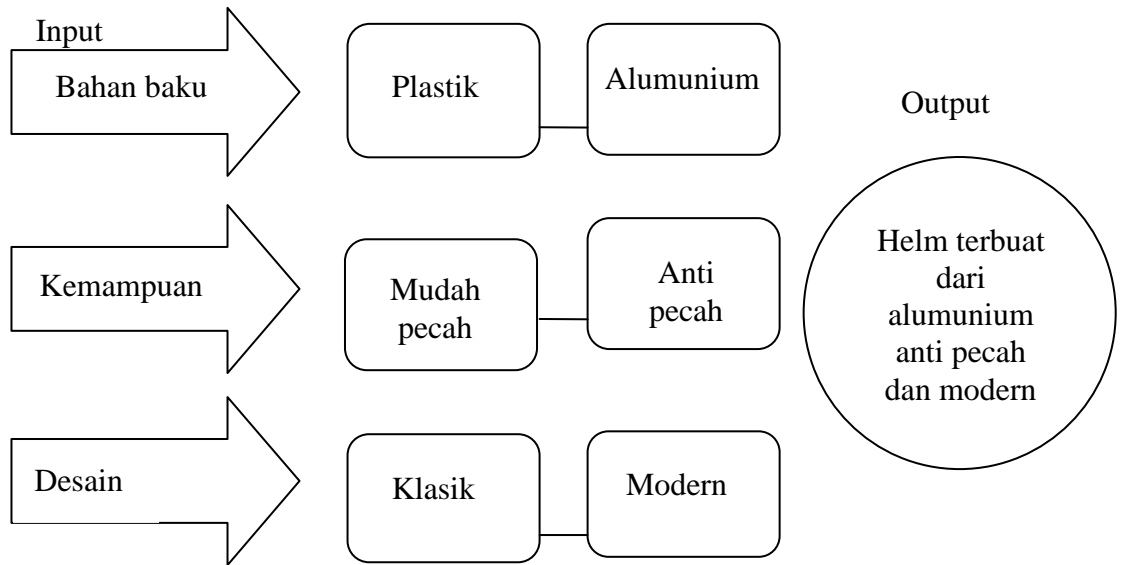 Input
Bahan baku
Plastik
Alumunium
Output
Kemampuan
Mudah
pecah
Anti
pecah
Helm terbuat
dari
alumunium
anti pecah
dan modern
Desain
Klasik
Modern